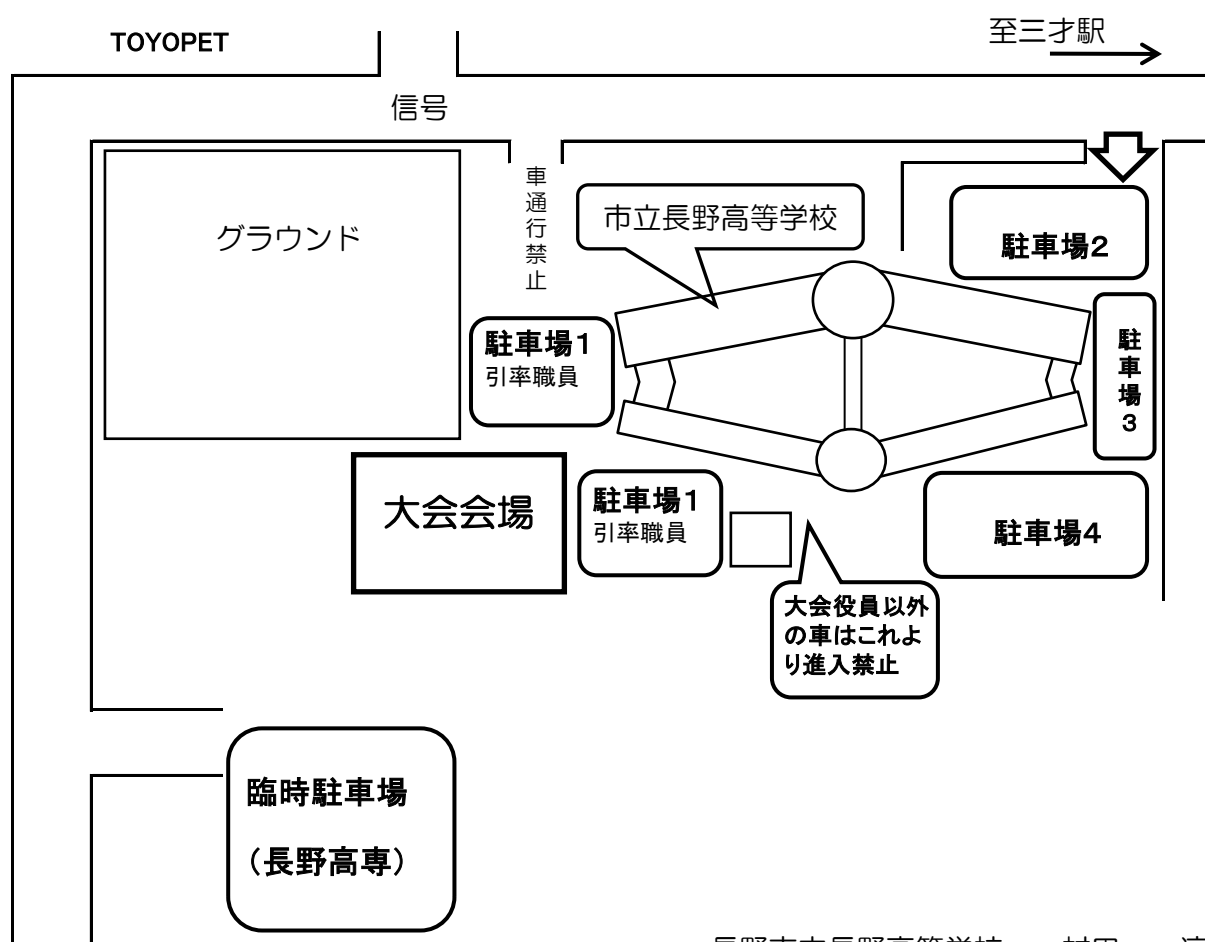 TOYOPET
至三才駅
信号
車通行禁止
市立長野高等学校
グラウンド
駐車場2
駐車場1
引率職員
駐車場3
大会会場
駐車場1
引率職員
駐車場4
大会役員以外
の車はこれよ
り進入禁止
臨時駐車場
（長野高専）